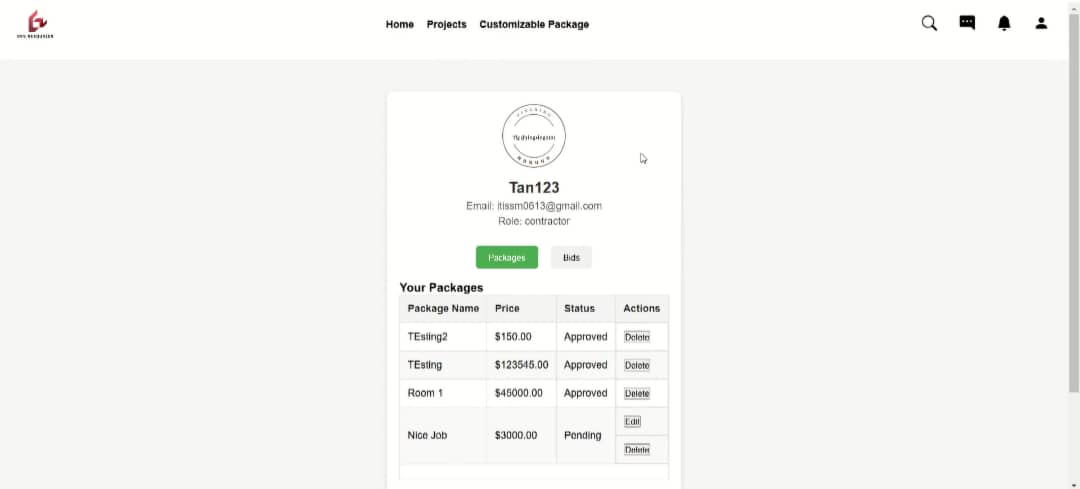 Home Projects Customizable Package
Tan123
Email: itissm0613@gmail.com
Role: contractor
Packages Bids
Your Packages
Package Name Price Status Actions
TEsting2 $150.00 Approved Delete
TEsting $123545.00 Approved Delete
Room 1 $45000.00 Approved Delete
Nice Job $3000.00 Pending Edit
Delete